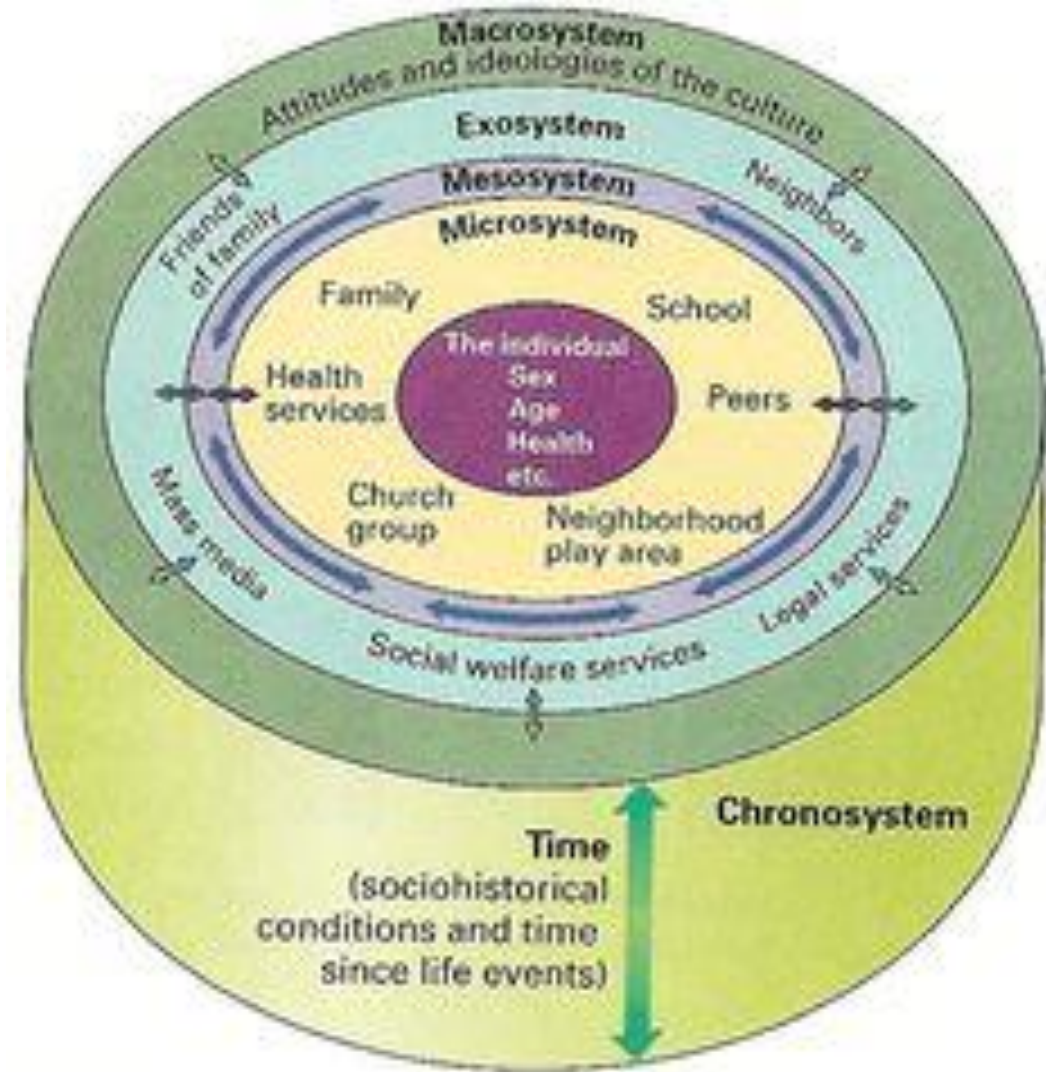 Macrosystem
Attitudes and ideologies of the culture
Exosystem
Mesosystem
Microsystem
Friends
of family
Neighbors
Family
School
The individual
Sex
Age
Health
etc.
Health
services
Peers
Church
group
Neighborhood
play area
Mass media
Legal services
Social welfare services
Chronosystem
Time
(sociohistorical
conditions and time
since life events)